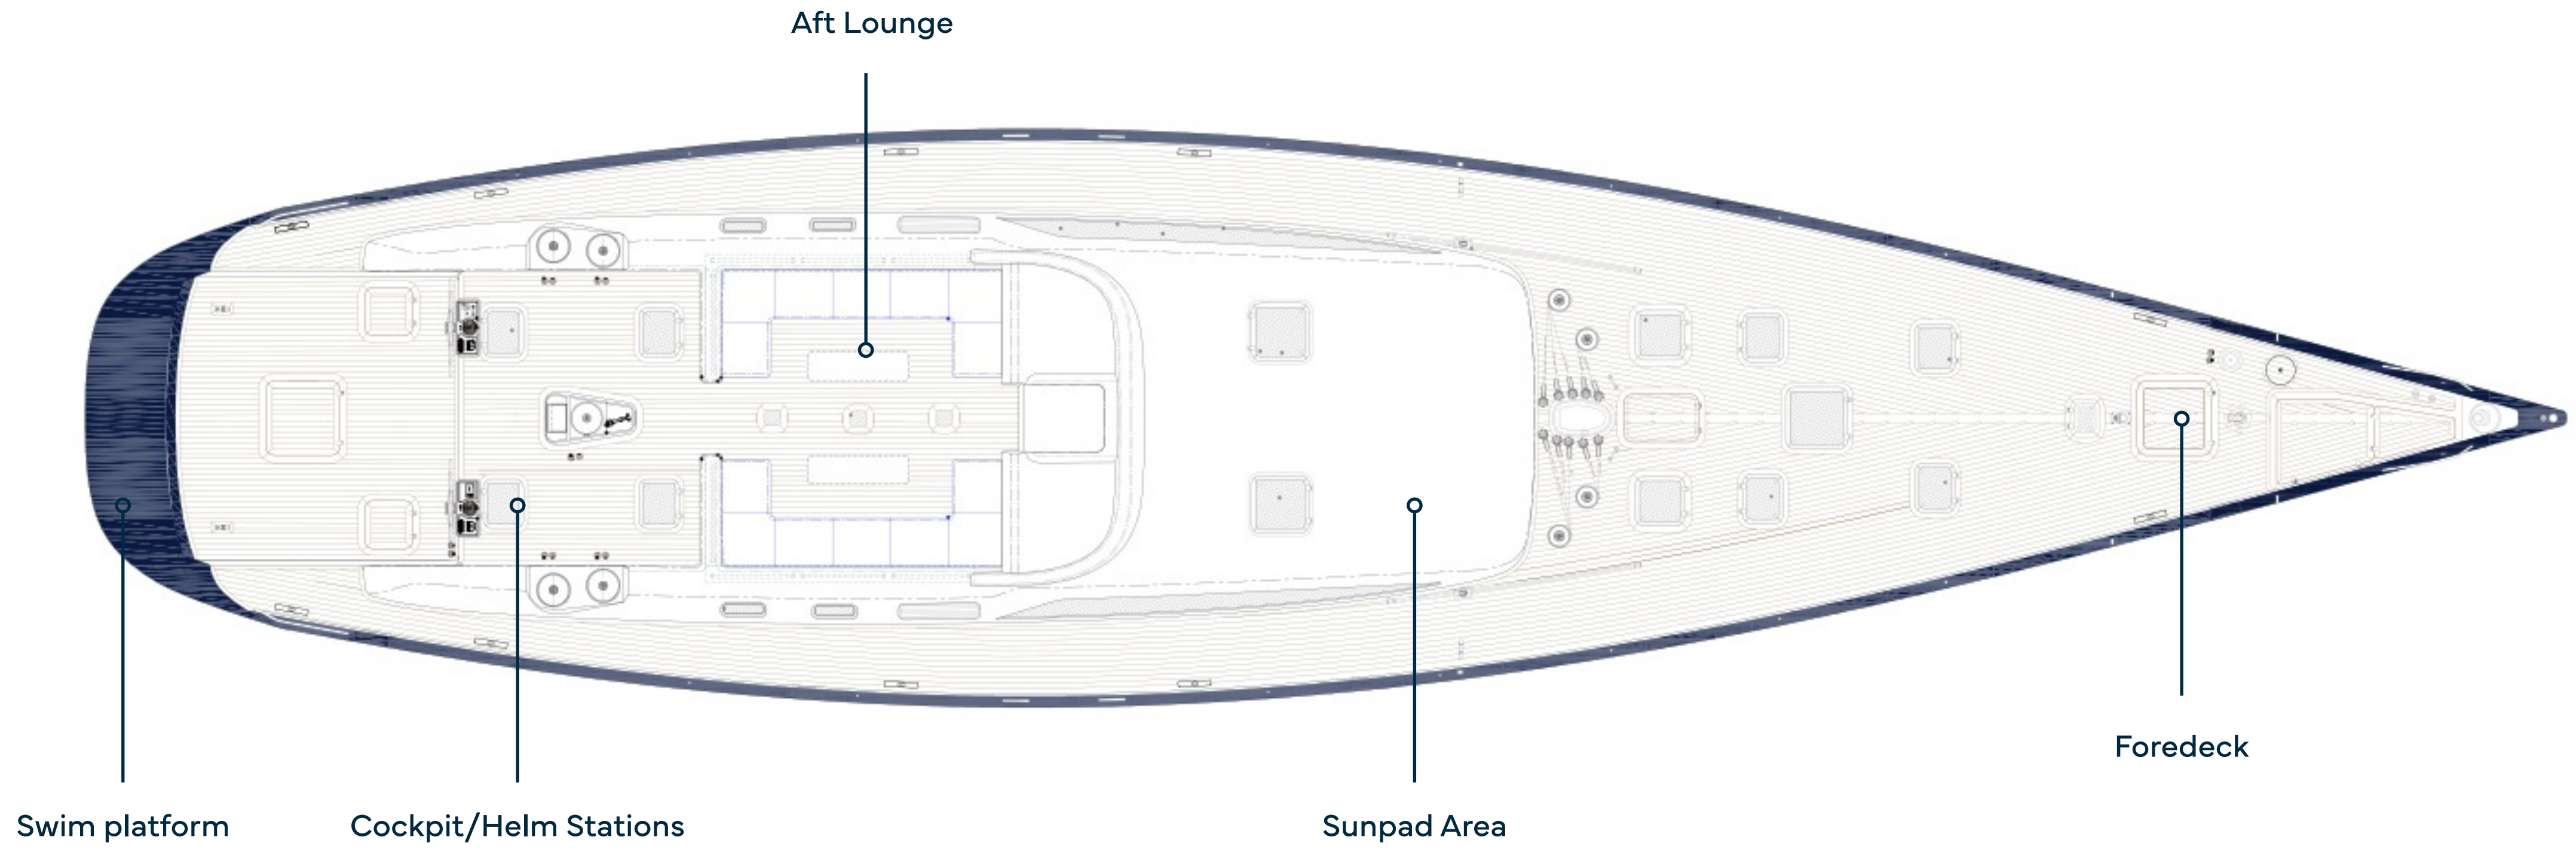 Aft Lounge
Foredeck
Swim platform
Cockpit/Helm Stations
Sunpad Area